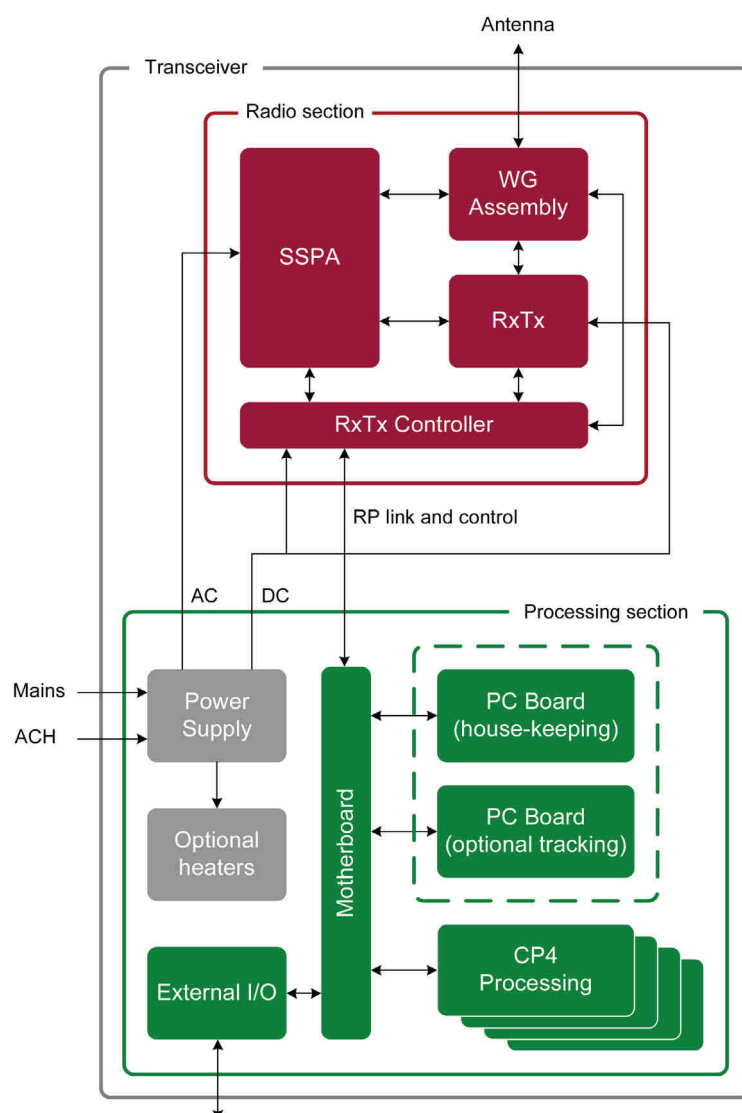 Antenna
Transceiver
Radio section
WG
Assembly
SSPA
RxTx
RxTx Controller
RP link and control
AC
DC
Processing section
Mains
ACH
Power
Supply
PC Board
(house-keeping)
Optional
heaters
PC Board
(optional tracking)
Motherboard
External I/O
CP4
Processing